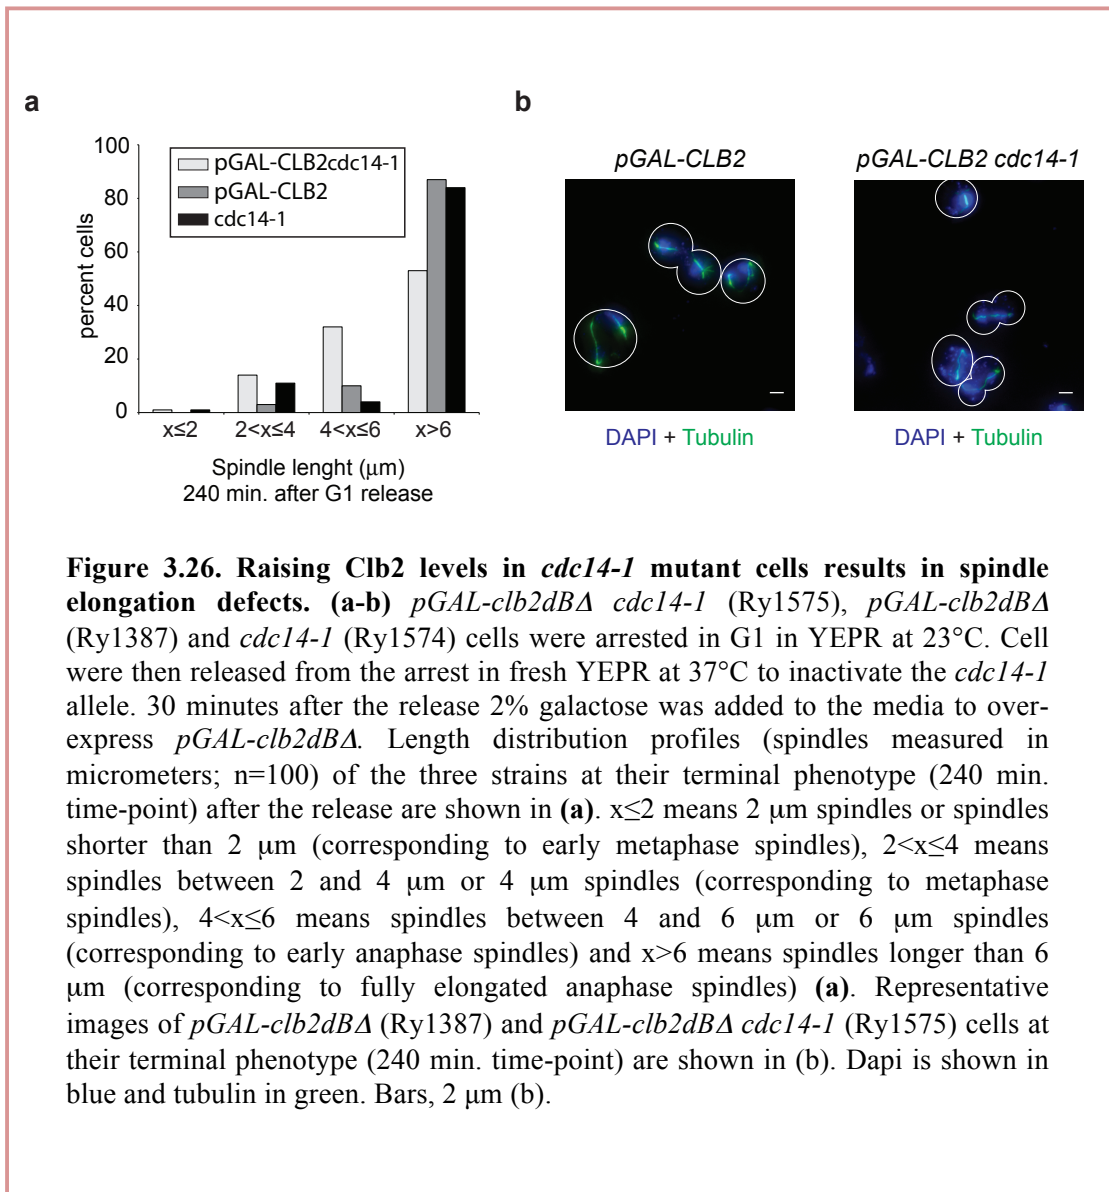 a
b
100
80
60
40
20
0
percent cells
pGAL-CLB2cdc14-1
pGAL-CLB2
cdc14-1
x≤2 2<x≤4 4<x≤6 x>6
Spindle lenght (μm)
240 min. after G1 release
pGAL-CLB2
pGAL-CLB2 cdc14-1
DAPI + Tubulin
DAPI + Tubulin
Figure 3.26. Raising Clb2 levels in cdc14-1 mutant cells results in spindle
elongation defects. (a-b) pGAL-clb2dBΔ cdc14-1 (Ry1575), pGAL-clb2dBΔ
(Ry1387) and cdc14-1 (Ry1574) cells were arrested in G1 in YEPR at 23°C. Cell
were then released from the arrest in fresh YEPR at 37°C to inactivate the cdc14-1
allele. 30 minutes after the release 2% galactose was added to the media to over-
express pGAL-clb2dBΔ. Length distribution profiles (spindles measured in
micrometers; n=100) of the three strains at their terminal phenotype (240 min.
time-point) after the release are shown in (a). x≤2 means 2 μm spindles or spindles
shorter than 2 μm (corresponding to early metaphase spindles), 2<x≤4 means
spindles between 2 and 4 μm or 4 μm spindles (corresponding to metaphase
spindles), 4<x≤6 means spindles between 4 and 6 μm or 6 μm spindles
(corresponding to early anaphase spindles) and x>6 means spindles longer than 6
μm (corresponding to fully elongated anaphase spindles) (a). Representative
images of pGAL-clb2dBΔ (Ry1387) and pGAL-clb2dBΔ cdc14-1 (Ry1575) cells at
their terminal phenotype (240 min. time-point) are shown in (b). Dapi is shown in
blue and tubulin in green. Bars, 2 μm (b).